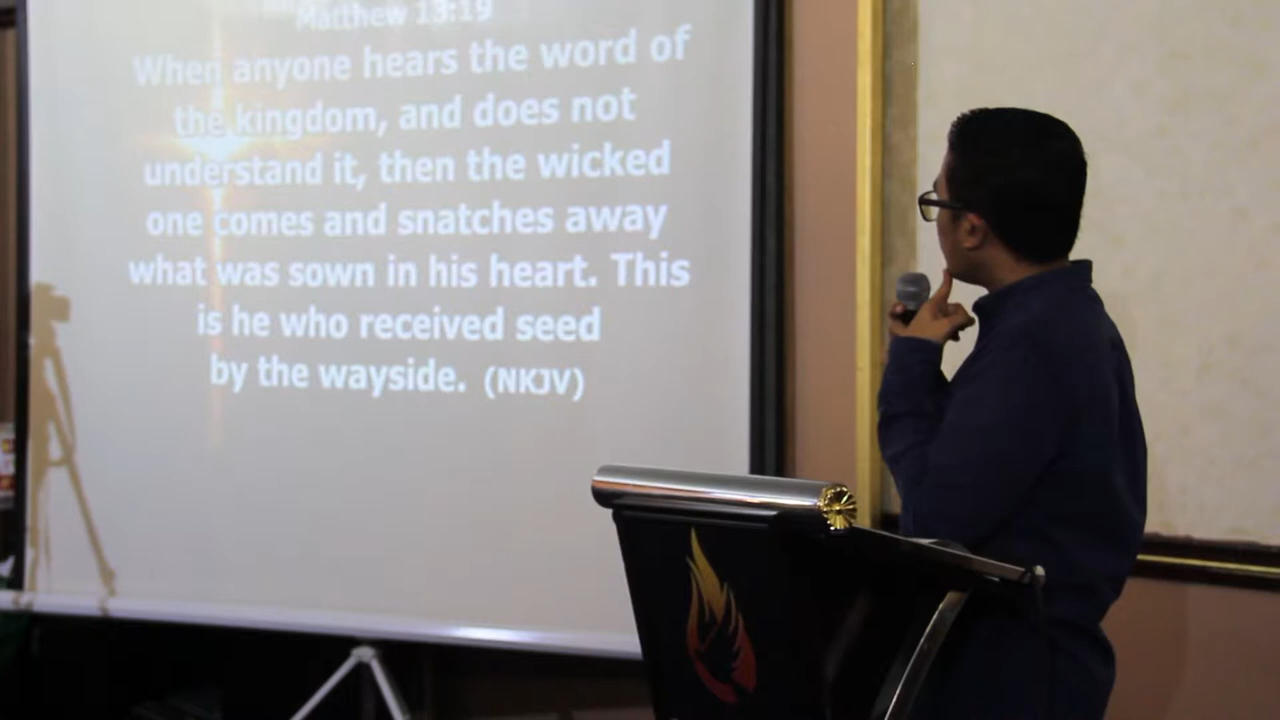 Matthew 13:19
When anyone hears the word of
the kingdom, and does not
understand it, then the wicked
one comes and snatches away
what was sown in his heart. This
is he who received seed
by the wayside. (NKJV)